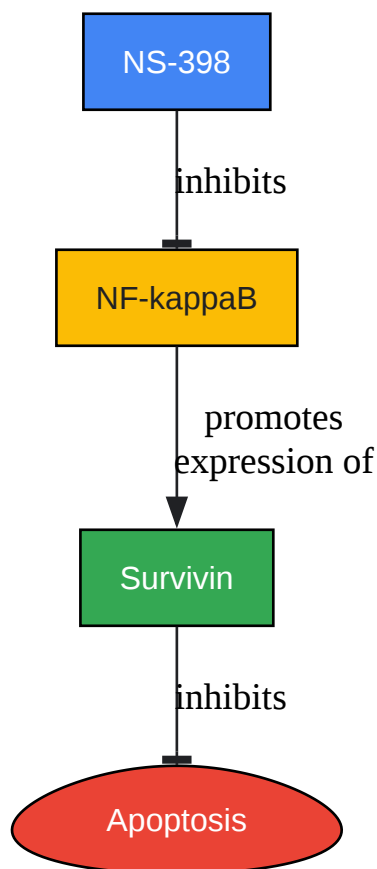 NS-398
inhibits
NF-kappaB
promotes
expression of
Survivin
inhibits
Apoptosis